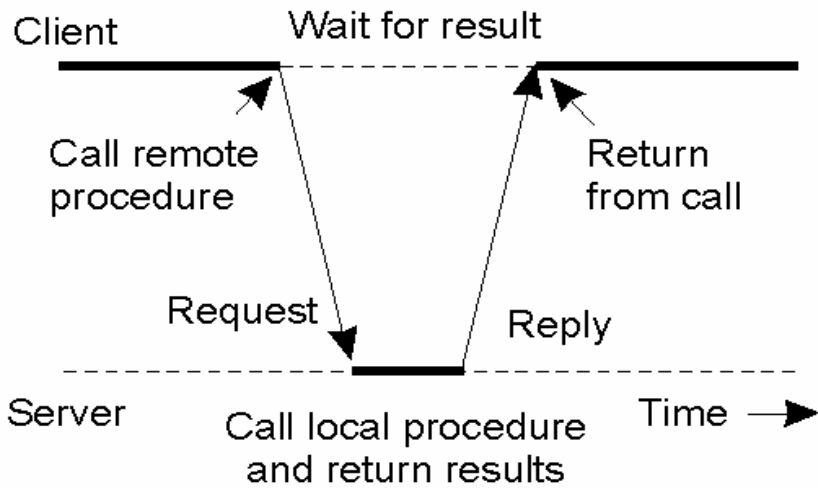 Client
Wait for result
Call remote
procedure
Return
from call
Request
Reply
Server
Call local procedure
and return results
Time